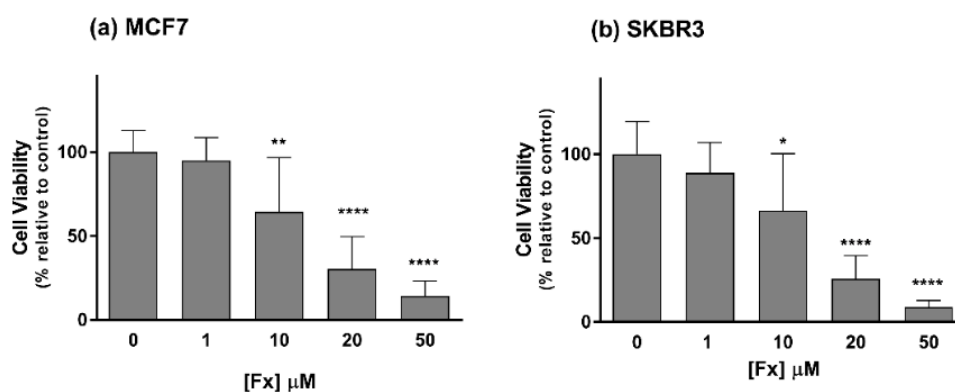 (a) MCF7
Cell Viability
(% relative to control)
100
50
0
**
****
****
0 1 10 20 50
[Fx] μM
(b) SKBR3
Cell Viability
(% relative to control)
100
50
0
*
****
****
0 1 10 20 50
[Fx] μM